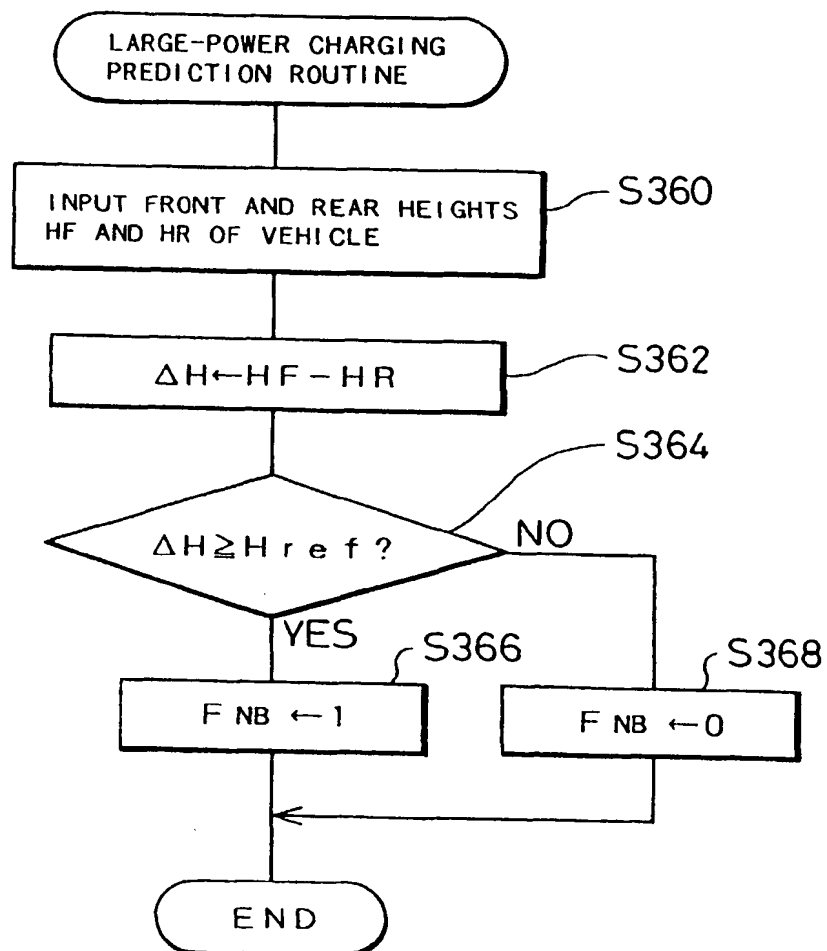 LARGE-POWER CHARGING
PREDICTION ROUTINE
S360
INPUT FRONT AND REAR HEIGHTS
HF AND HR OF VEHICLE
S362
ΔH←HF-HR
S364
ΔH≧Href?
NO
YES
S366
FNB←1
S368
FNB←0
END